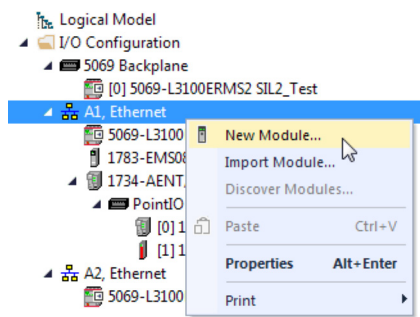 Logical Model
I/O Configuration
5069 Backplane
[0] 5069-L3100ERMS2 SIL2_Test
A1, Ethernet
5069-L3100
1783-EMS08
1734-AENT,
PointIO
[0] 1
[1] 1
A2, Ethernet
5069-L3100
New Module...
Import Module...
Discover Modules...
Paste Ctrl+V
Properties Alt+Enter
Print